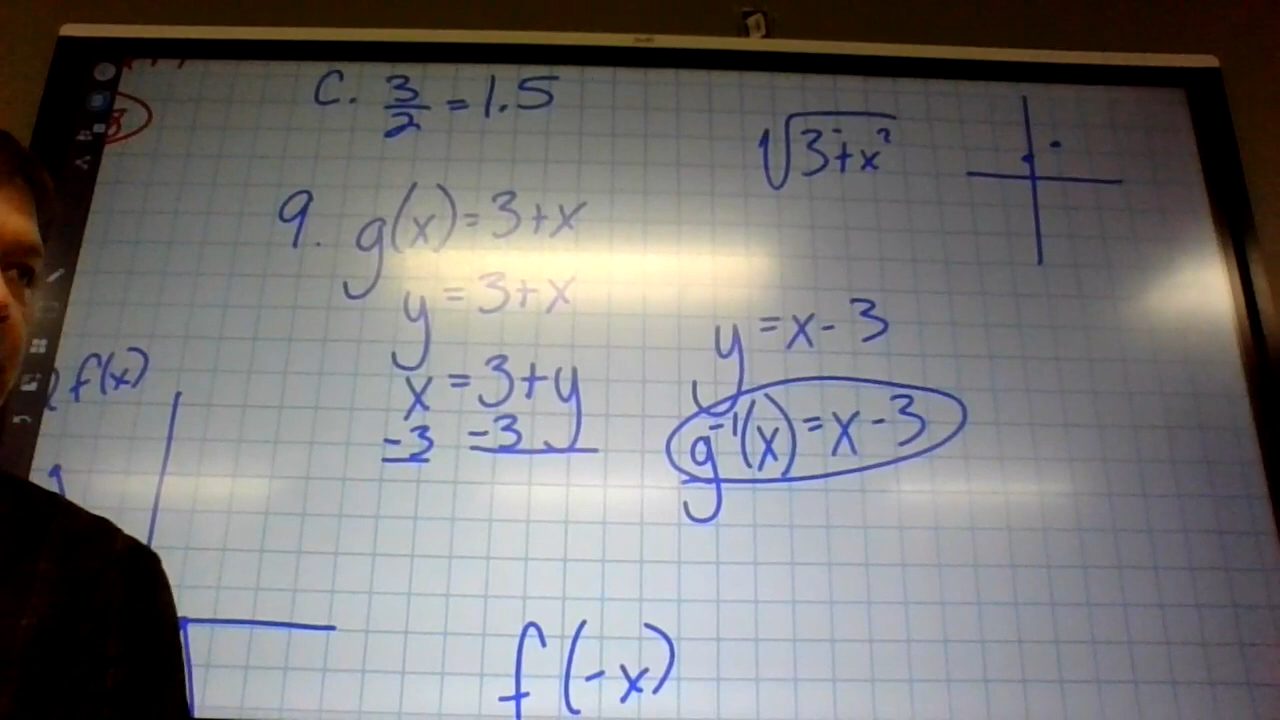 C. 3/2 = 1.5
√3+x²
9. g(x) = 3+x
y = 3+x
x = 3+y
-3 -3
y = x - 3
g⁻¹(x) = x - 3
f(x)
f(-x)